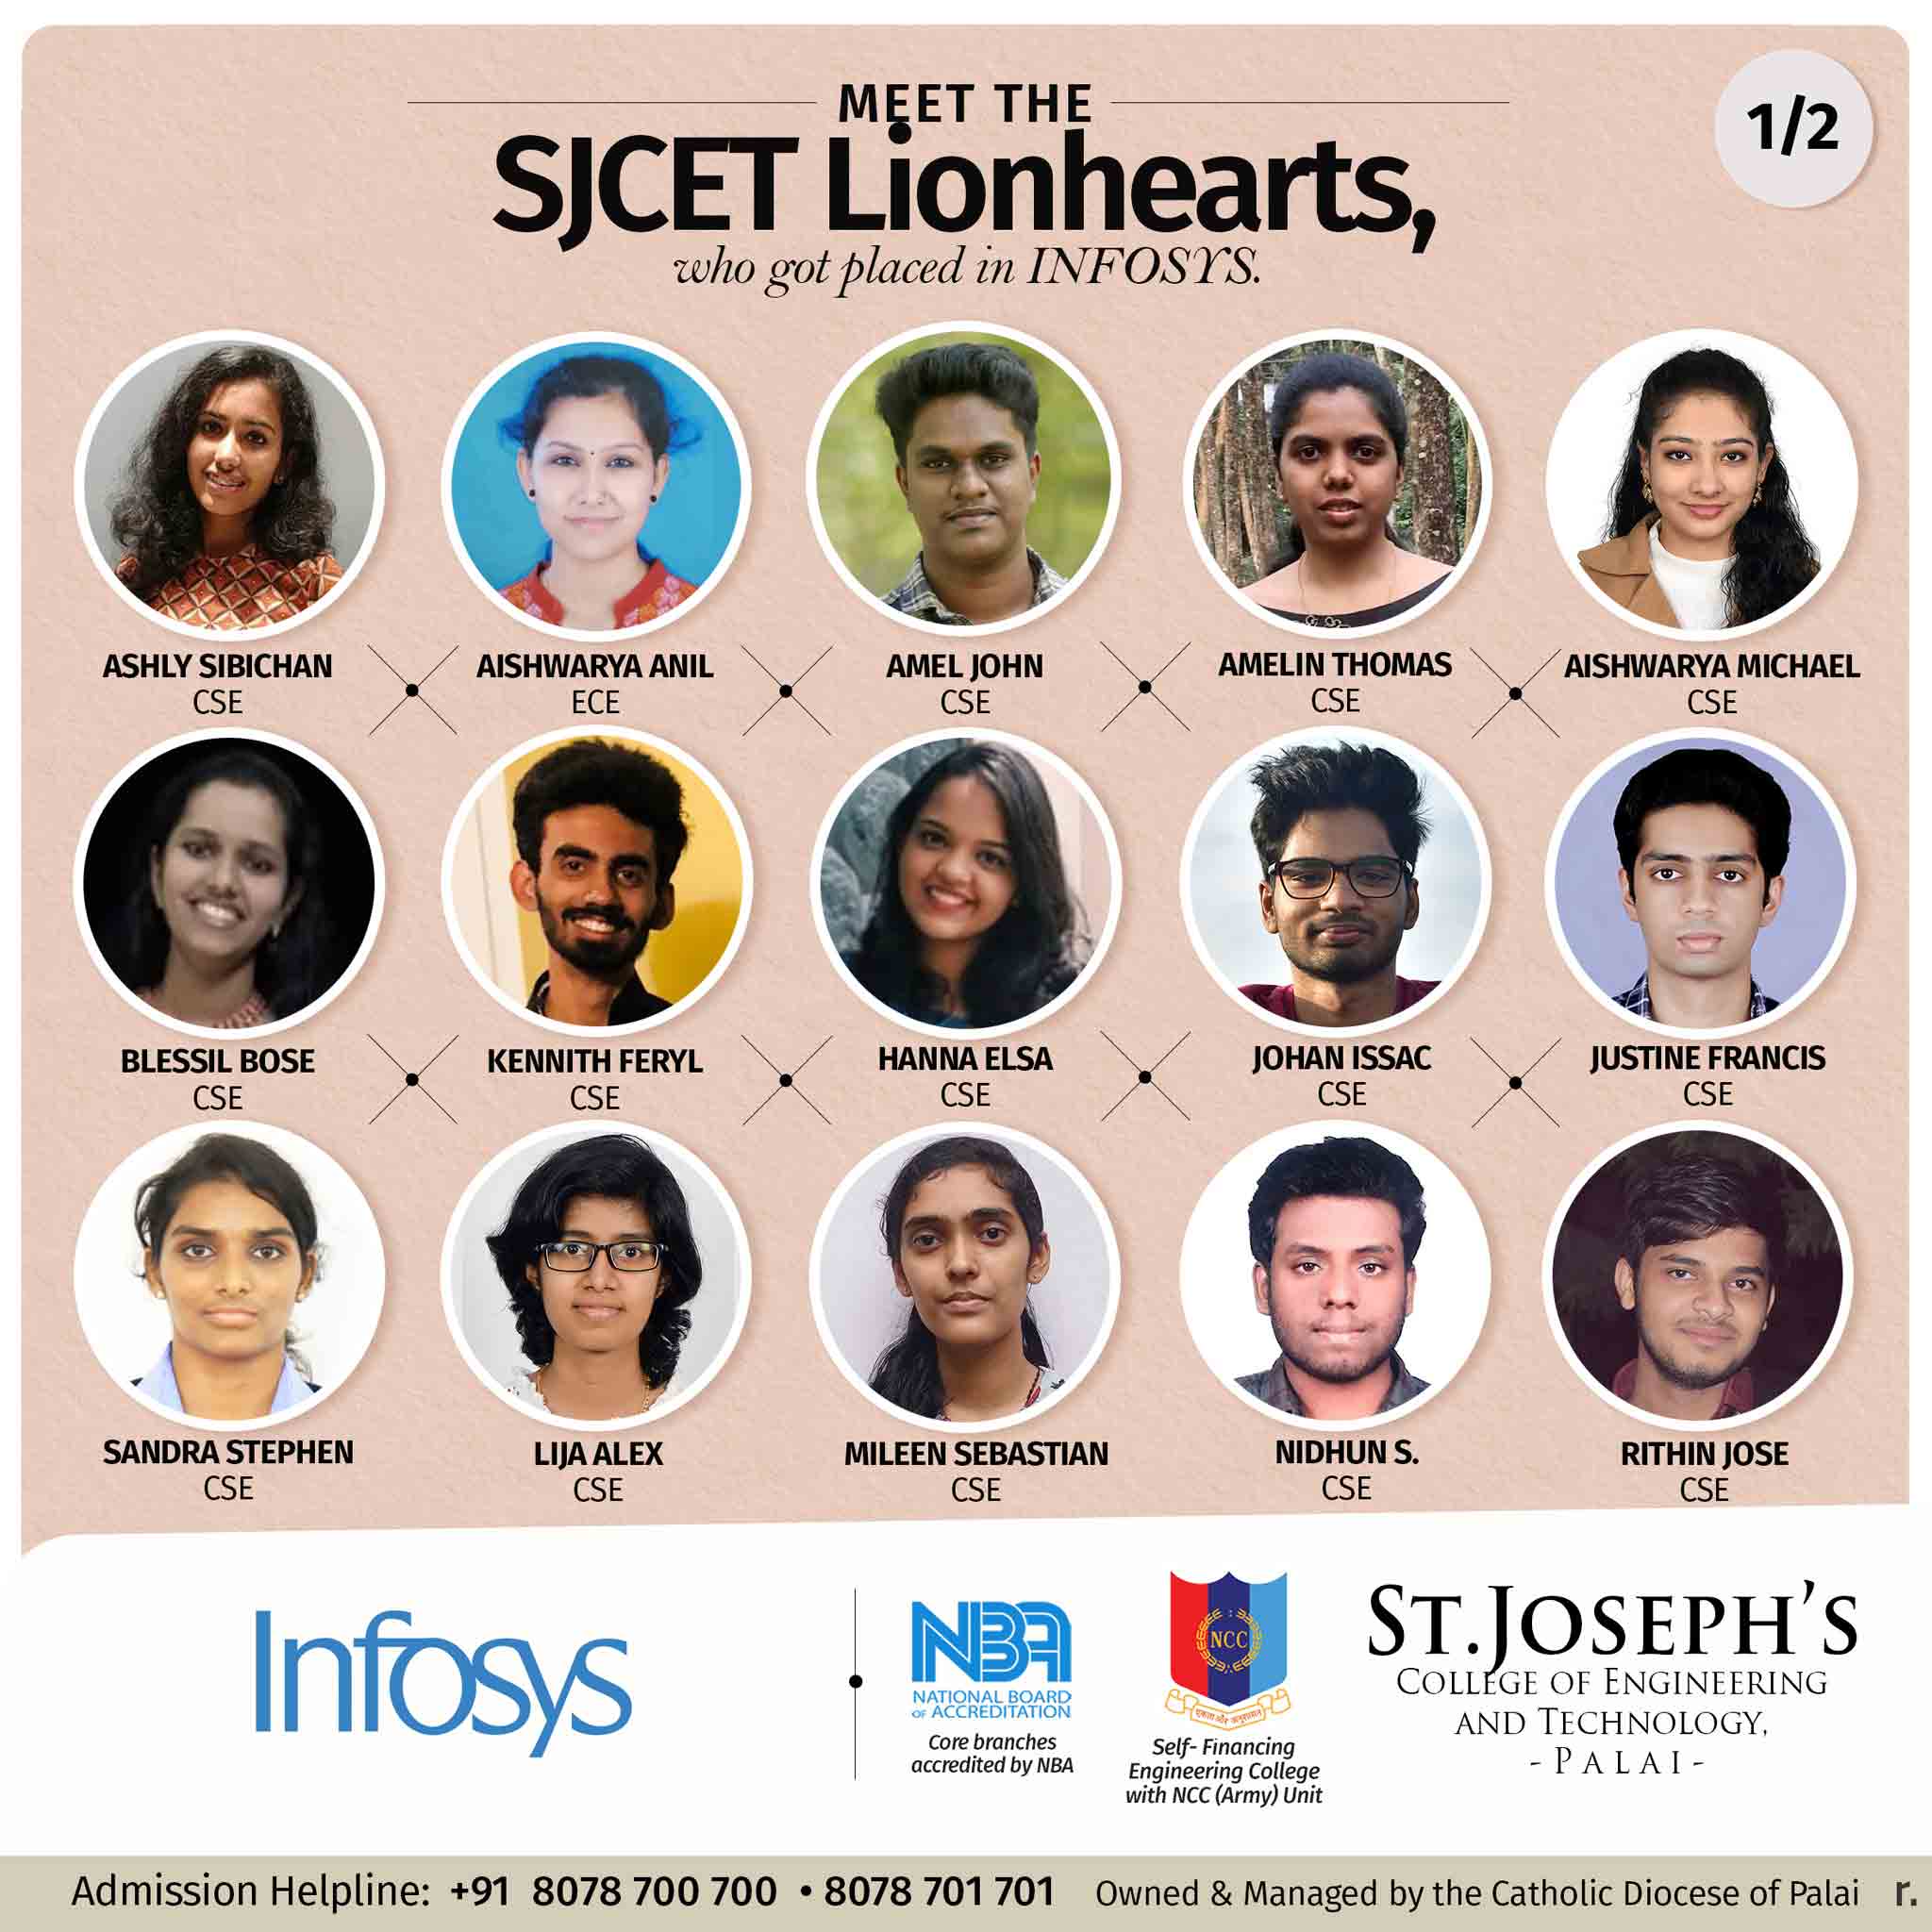 MEET THE
1/2
SJCET Lionhearts,
who got placed in INFOSYS.
ASHLY SIBICHAN
CSE
AISHWARYA ANIL
ECE
AMEL JOHN
CSE
AMELIN THOMAS
CSE
AISHWARYA MICHAEL
CSE
BLESSIL BOSE
CSE
KENNITH FERYL
CSE
HANNA ELSA
CSE
JOHAN ISSAC
CSE
JUSTINE FRANCIS
CSE
SANDRA STEPHEN
CSE
LIJA ALEX
CSE
MILEEN SEBASTIAN
CSE
NIDHUN S.
CSE
RITHIN JOSE
CSE
Infosys
NBA
NATIONAL BOARD
OF ACCREDITATION
Core branches
accredited by NBA
NCC
एकता और अनुशासन
Self- Financing
Engineering College
with NCC (Army) Unit
ST. JOSEPH'S
COLLEGE OF ENGINEERING
AND TECHNOLOGY,
- PALAI -
Admission Helpline: +91 8078 700 700 • 8078 701 701
Owned & Managed by the Catholic Diocese of Palai
r.